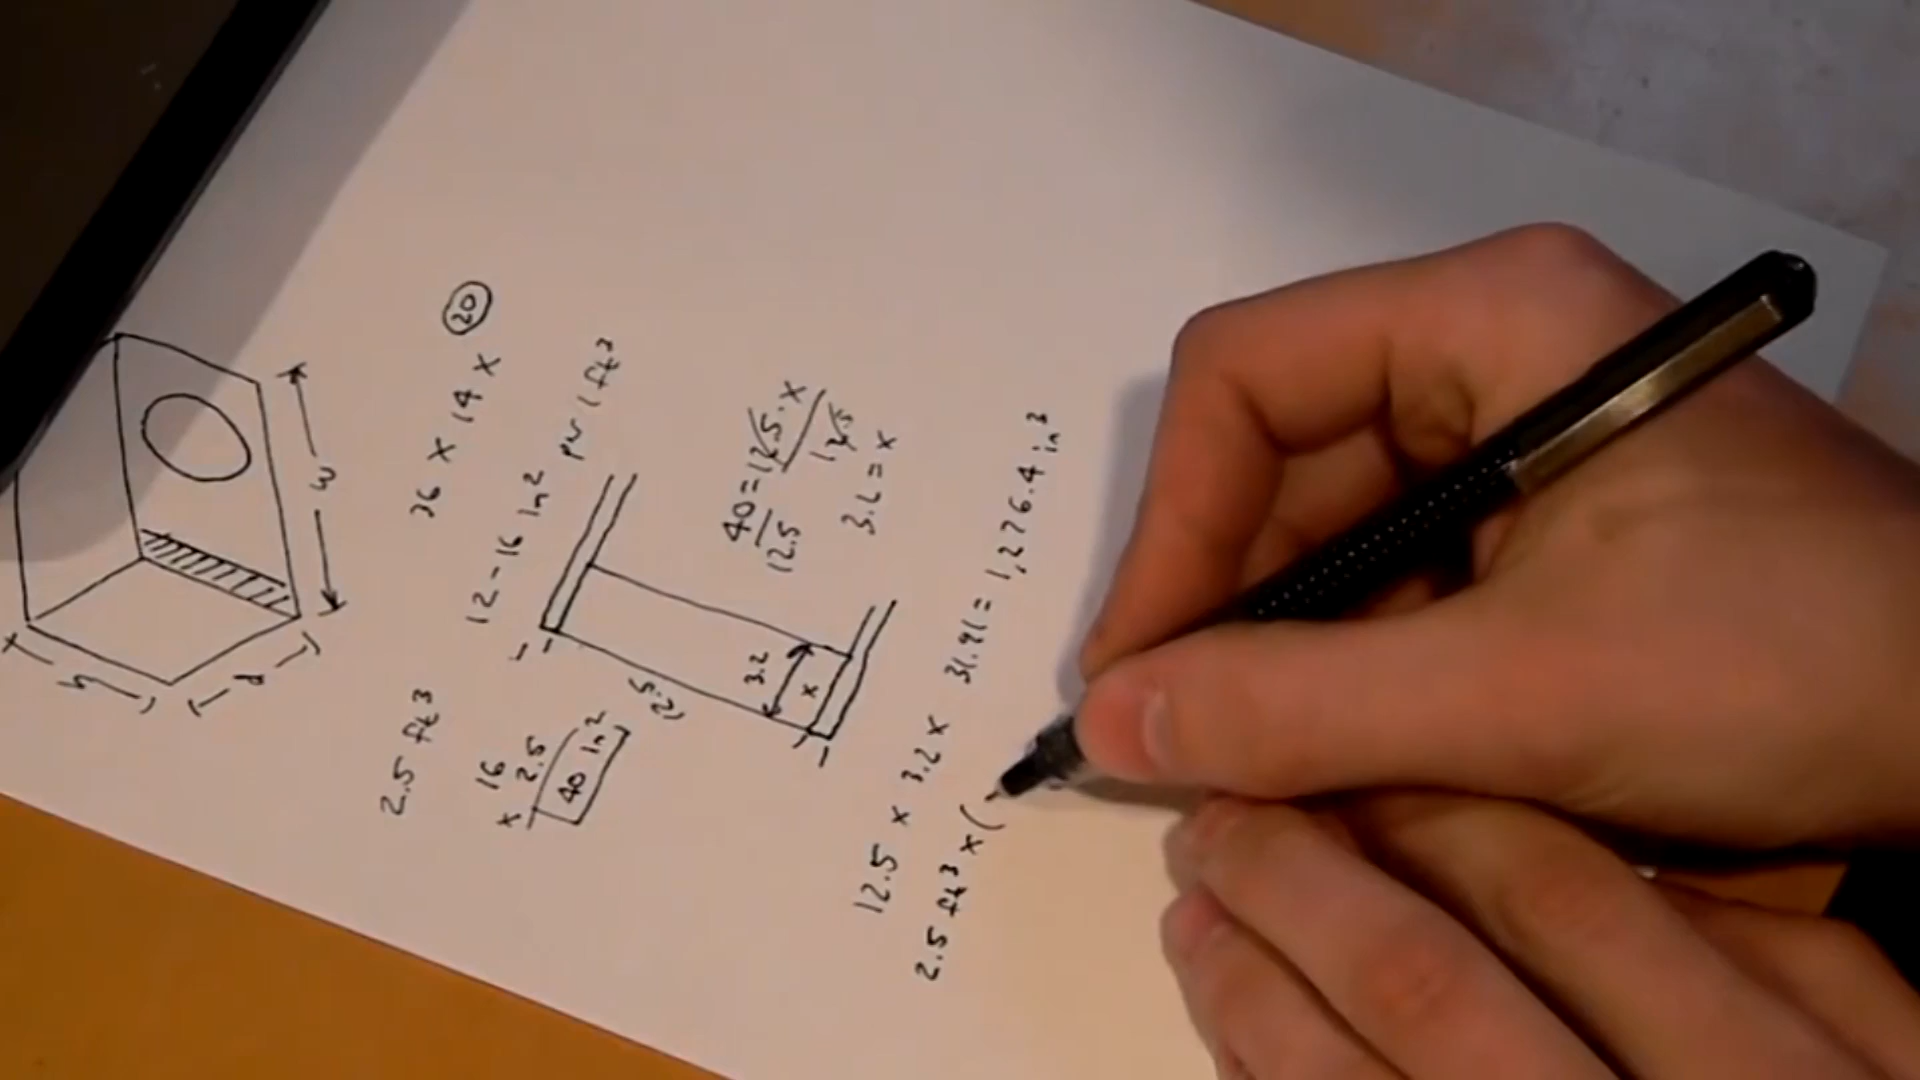 h
d
w
2.5 ft³
36 x 14 x 20
16
x 2.5
40 in²
12-16 in² per 1 ft³
12.5
3.2
x
40 = 12.5 · x
12.5 12.5
3.2 = x
12.5 x 3.2 x 31.91 = 1,276.4 in³
2.5 ft³ x (